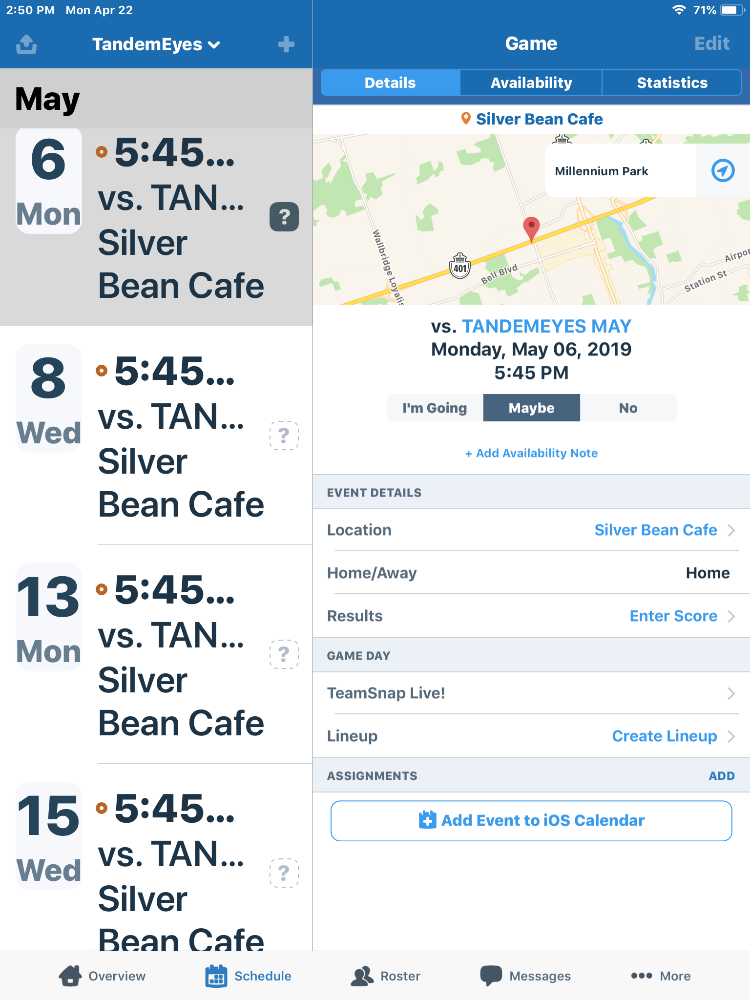 2:50 PM Mon Apr 22
71%
TandemEyes
Game
Edit
Details
Availability
Statistics
May
6
Mon
5:45...
vs. TAN...
?
Silver
Bean Cafe
8
Wed
5:45...
vs. TAN...
?
Silver
Bean Cafe
13
Mon
5:45...
vs. TAN...
?
Silver
Bean Cafe
15
Wed
5:45...
vs. TAN...
?
Silver
Bean Cafe
Silver Bean Cafe
Millennium Park
Wallbridge Loyalis
401
Bell Blvd
Airpor
Station St
vs. TANDEMEYES MAY
Monday, May 06, 2019
5:45 PM
I'm Going
Maybe
No
+ Add Availability Note
EVENT DETAILS
Location
Silver Bean Cafe
Home/Away
Home
Results
Enter Score
GAME DAY
TeamSnap Live!
Lineup
Create Lineup
ASSIGNMENTS
ADD
Add Event to iOS Calendar
Overview
Schedule
Roster
Messages
More